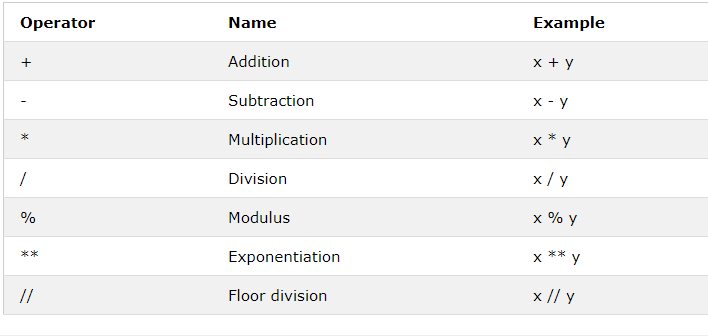 Operator Name Example
+ Addition x + y
- Subtraction x - y
* Multiplication x * y
/ Division x / y
% Modulus x % y
** Exponentiation x ** y
// Floor division x // y